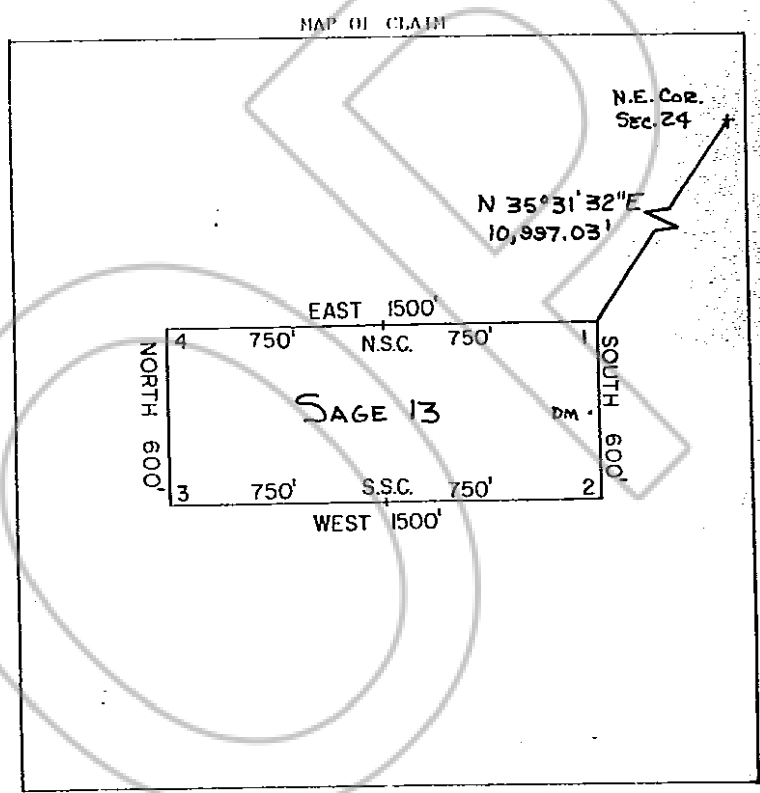 MAP OF CLAIM
N.E. COR.
SEC. 24
N 35°31'32"E
10,997.03'
EAST 1500'
4 750' N.S.C. 750' 1
NORTH 600'
SOUTH 600'
SAGE 13
DM
3 750' S.S.C. 750' 2
WEST 1500'